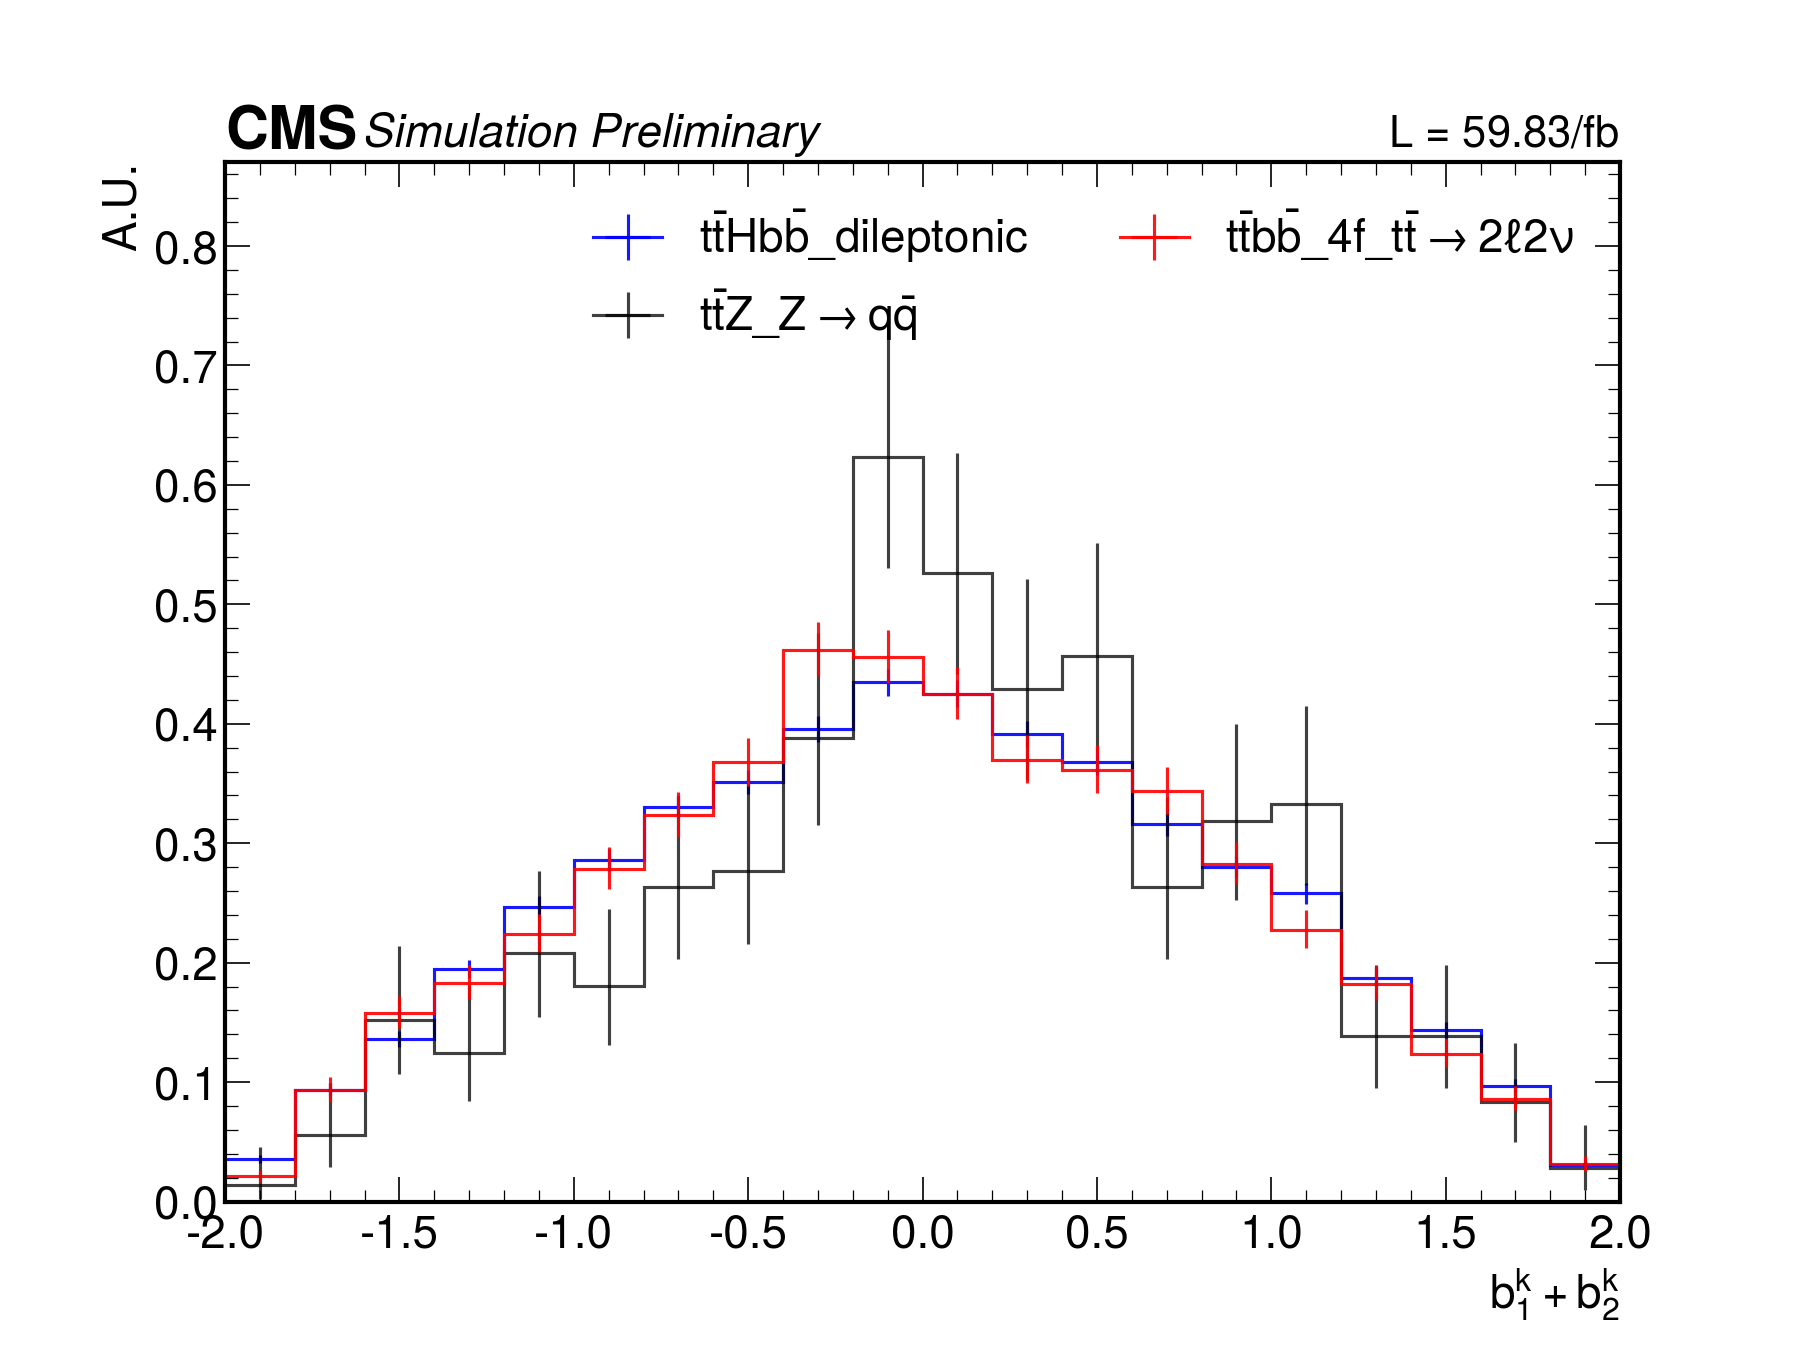 CMS Simulation Preliminary L = 59.83/fb
A.U.
tt̄Hbb̄_dileptonic tt̄bb̄_4f_tt̄ → 2ℓ2ν
tt̄Z_Z → qq̄
0.8
0.7
0.6
0.5
0.4
0.3
0.2
0.1
0.0
-2.0 -1.5 -1.0 -0.5 0.0 0.5 1.0 1.5 2.0
b₁ᵏ + b₂ᵏ